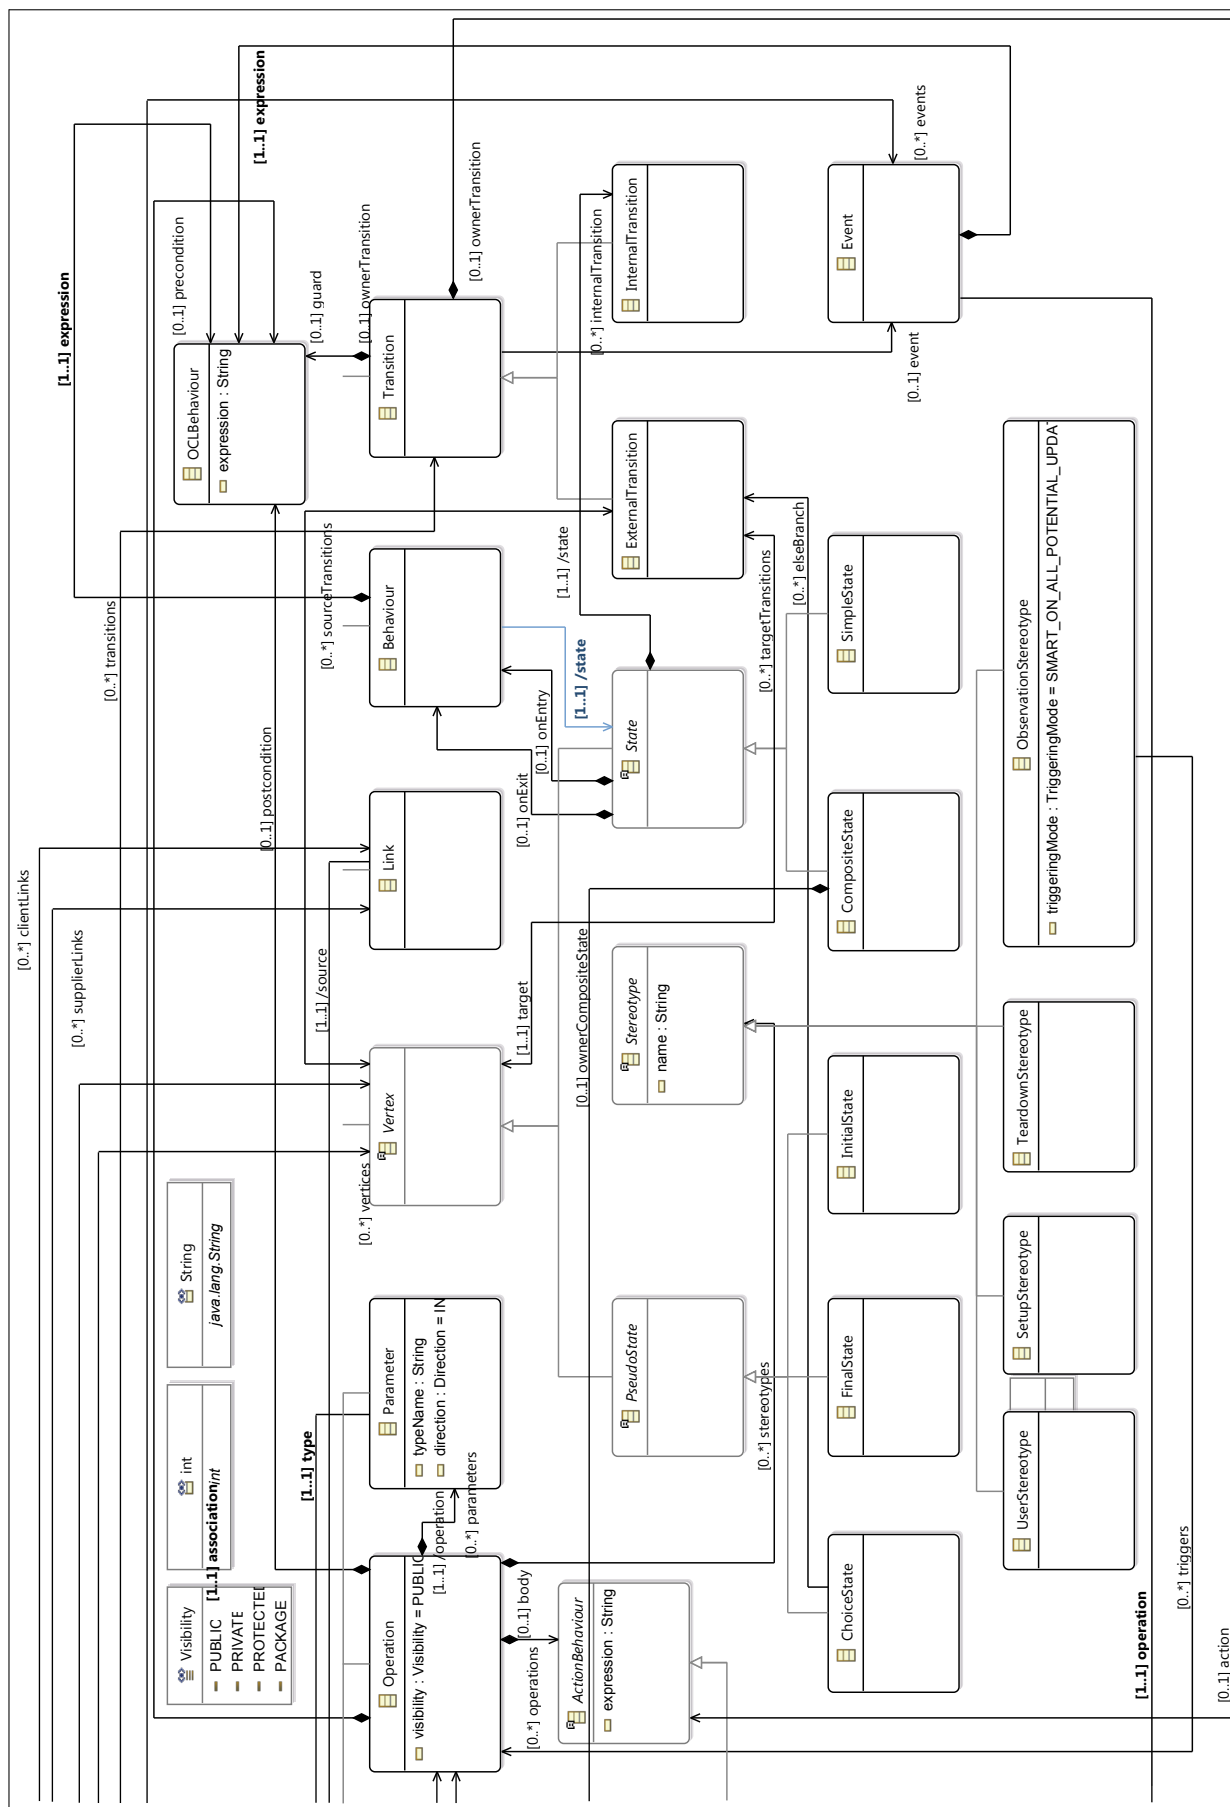 [1..1] expression
[0..*] events
[1..1] expression
[0..1] precondition
[0..1] ownerTransition
[0..1] ownerTransition
[0..1] guard
OCLBehaviour
expression : String
Transition
InternalTransition
[0..*] internalTransition
Event
[0..1] event
[0..*] transitions
[0..*] sourceTransitions
Behaviour
[1..1] /state
ExternalTransition
[0..*] targetTransitions
[0..*] elseBranch
SimpleState
ObservationStereotype
triggeringMode : TriggeringMode = SMART_ON_ALL_POTENTIAL_UPDA
[1..1] /state
[0..1] onEntry
[0..1] onExit
State
[0..1] postcondition
Link
CompositeState
[0..*] clientLinks
[0..*] supplierLinks
[1..1] /source
[1..1] target
[0..1] ownerCompositeState
Stereotype
name : String
Vertex
[0..*] vertices
InitialState
TeardownStereotype
String
java.lang.String
int
int
[1..1] association
Parameter
typeName : String
direction : Direction = IN
[1..1] type
PseudoState
FinalState
SetupStereotype
UserStereotype
[0..*] stereotypes
[0..*] parameters
[1..1] /operation
Visibility
PUBLIC
PRIVATE
PROTECTED
PACKAGE
Operation
visibility : Visibility = PUBLIC
[0..1] body
[0..*] operations
ActionBehaviour
expression : String
ChoiceState
[0..*] triggers
[1..1] operation
[0..1] action